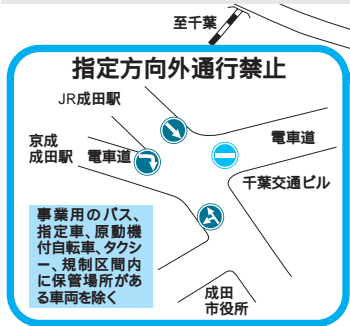 至千葉
指定方向外通行禁止
JR成田駅
京成
成田駅
電車道
電車道
千葉交通ビル
事業用のバス、
指定車、原動機
付自転車、タクシ
ー、規制区間内
に保管場所があ
る車両を除く
成田
市役所